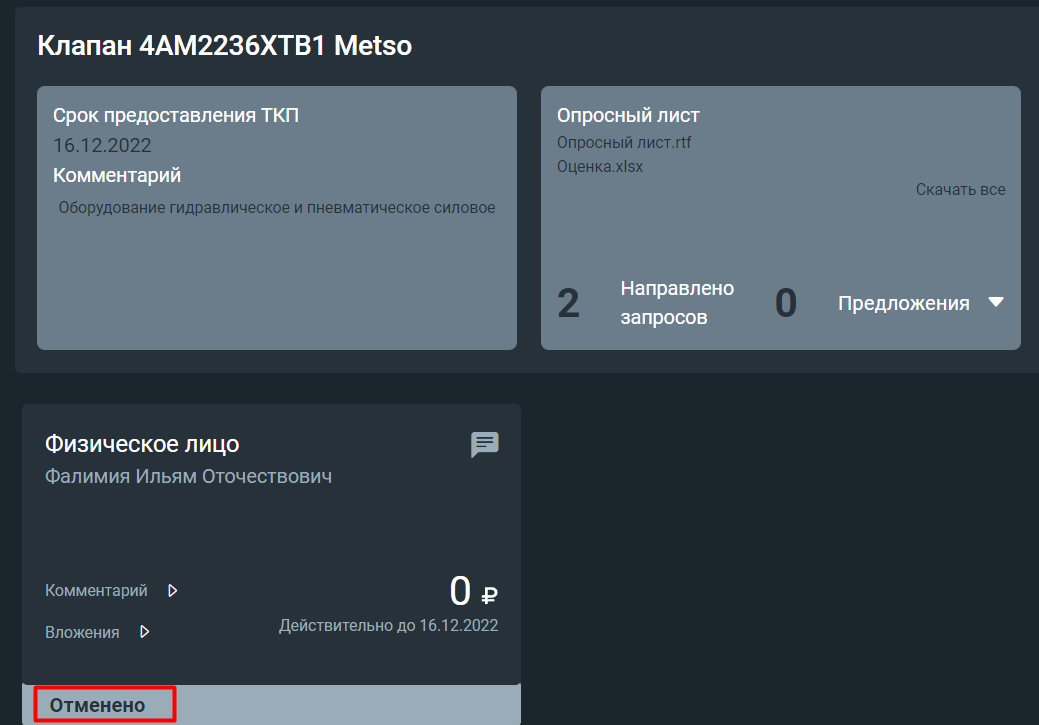 Клапан 4AM2236XTB1 Metso
Срок предоставления ТКП
16.12.2022
Комментарий
Оборудование гидравлическое и пневматическое силовое
Опросный лист
Опросный лист.rtf
Оценка.xlsx
Скачать все
2 Направлено запросов 0 Предложения
Физическое лицо
Фалимия Ильям Оточествович
Комментарий
0 ₽
Вложения
Действительно до 16.12.2022
Отменено